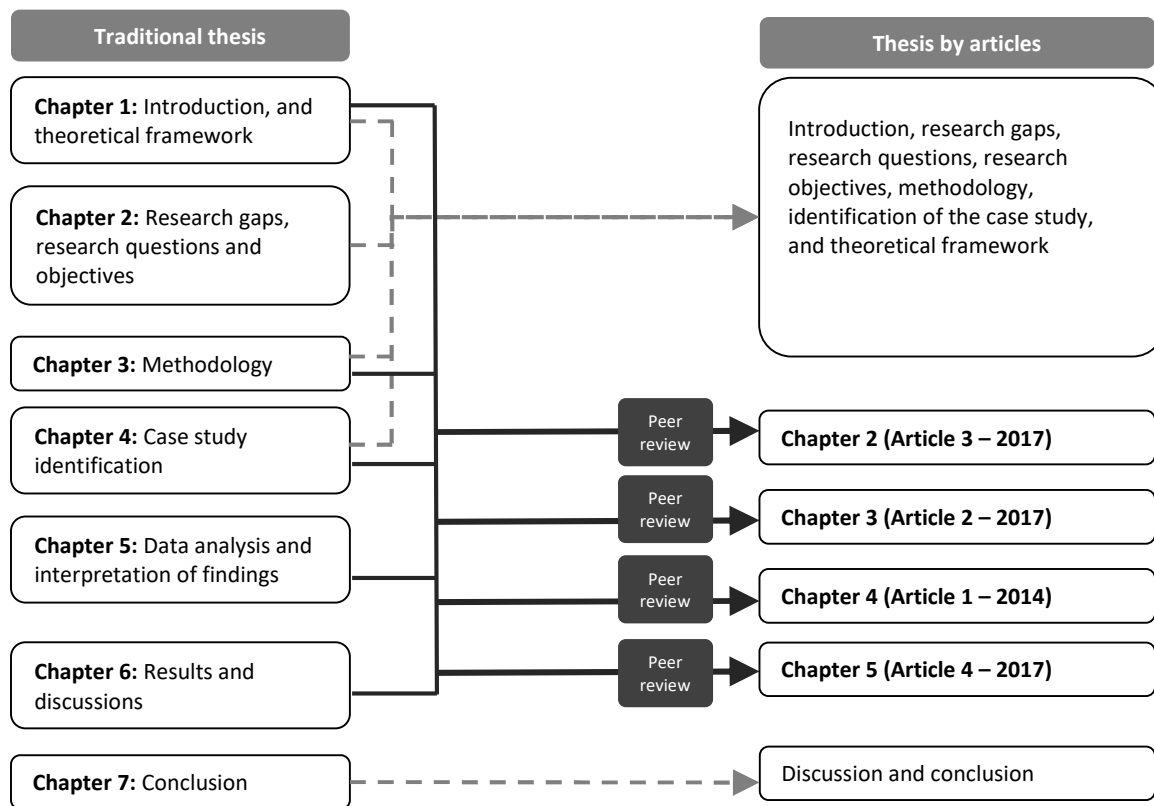 Traditional thesis
Chapter 1: Introduction, and
theoretical framework
Chapter 2: Research gaps,
research questions and
objectives
Chapter 3: Methodology
Chapter 4: Case study
identification
Chapter 5: Data analysis and
interpretation of findings
Chapter 6: Results and
discussions
Chapter 7: Conclusion
Peer
review
Peer
review
Peer
review
Peer
review
Thesis by articles
Introduction, research gaps,
research questions, research
objectives, methodology,
identification of the case study,
and theoretical framework
Chapter 2 (Article 3 – 2017)
Chapter 3 (Article 2 – 2017)
Chapter 4 (Article 1 – 2014)
Chapter 5 (Article 4 – 2017)
Discussion and conclusion